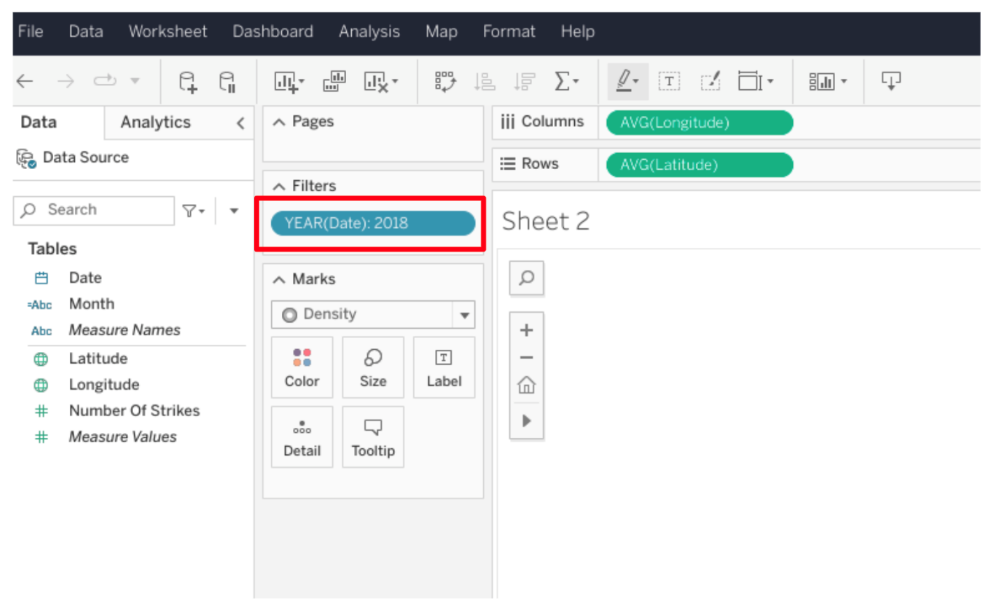 File Data Worksheet Dashboard Analysis Map Format Help
Data Analytics
Data Source
Search
Tables
Date
=Abc Month
Abc Measure Names
Latitude
Longitude
# Number Of Strikes
# Measure Values
Pages
Filters
YEAR(Date): 2018
Marks
Density
Color Size T Label
Detail Tooltip
Columns AVG(Longitude)
Rows AVG(Latitude)
Sheet 2